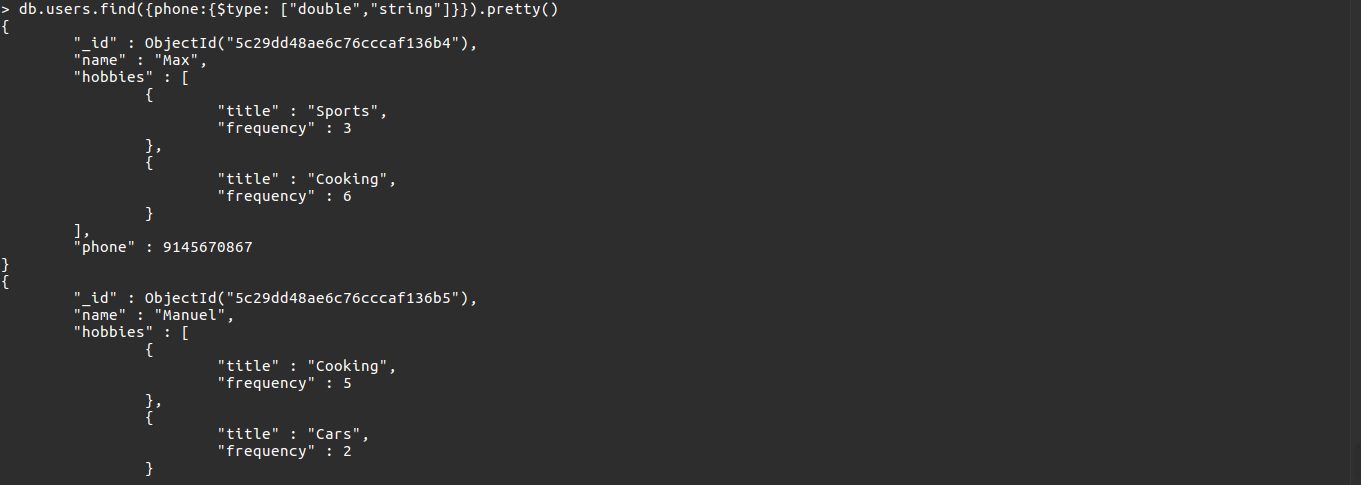 > db.users.find({phone:{$type: ["double","string"]}}).pretty()
{
        "_id" : ObjectId("5c29dd48ae6c76cccaf136b4"),
        "name" : "Max",
        "hobbies" : [
                {
                        "title" : "Sports",
                        "frequency" : 3
                },
                {
                        "title" : "Cooking",
                        "frequency" : 6
                }
        ],
        "phone" : 9145670867
}
{
        "_id" : ObjectId("5c29dd48ae6c76cccaf136b5"),
        "name" : "Manuel",
        "hobbies" : [
                {
                        "title" : "Cooking",
                        "frequency" : 5
                },
                {
                        "title" : "Cars",
                        "frequency" : 2
                }